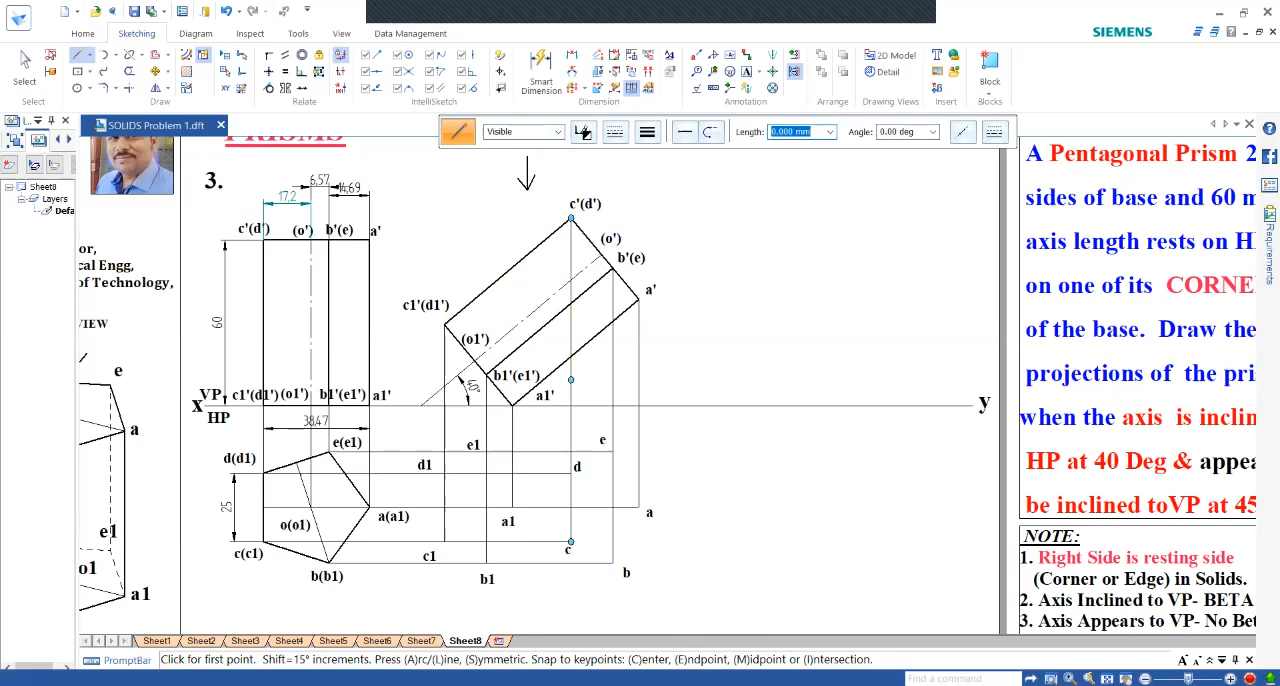 Home
Sketching
Diagram
Inspect
Tools
View
Data Management
SIEMENS
Select
Smart
Dimension
2D Model
Detail
Block
Select
Draw
Relate
IntelliSketch
Dimension
Annotation
Arrange
Drawing Views
Insert
Blocks
SOLIDS Problem 1.dft
Visible
Length:
0.000 mm
Angle:
0.00 deg
Sheet8
Layers
Defa
or,
cal Engg,
of Technology,
VIEW
e
a
e1
o1
a1
PRISMS
3.
6,57
14,69
17,2
c'(d')
(o')
b'(e)
a'
60
VP
X
HP
c1'(d1')
(o1')
b1'(e1')
a1'
38,47
e(e1)
d(d1)
25
a(a1)
o(o1)
c(c1)
b(b1)
c'(d')
(o')
b'(e)
a'
c1'(d1')
(o1')
b1'(e1')
40°
a1'
y
e1
e
d1
d
a1
a
c1
c
b1
b
A Pentagonal Prism 2
sides of base and 60 m
axis length rests on H
on one of its CORNE
of the base. Draw the
projections of the pri
when the axis is inclin
HP at 40 Deg & appea
be inclined toVP at 45
NOTE:
1. Right Side is resting side
(Corner or Edge) in Solids.
2. Axis Inclined to VP- BETA
3. Axis Appears to VP- No Bet
Requirements
Sheet1
Sheet2
Sheet3
Sheet4
Sheet5
Sheet6
Sheet7
Sheet8
PromptBar
Click for first point. Shift=15° increments. Press (A)rc/(L)ine, (S)ymmetric. Snap to keypoints: (C)enter, (E)ndpoint, (M)idpoint or (I)ntersection.
Find a command